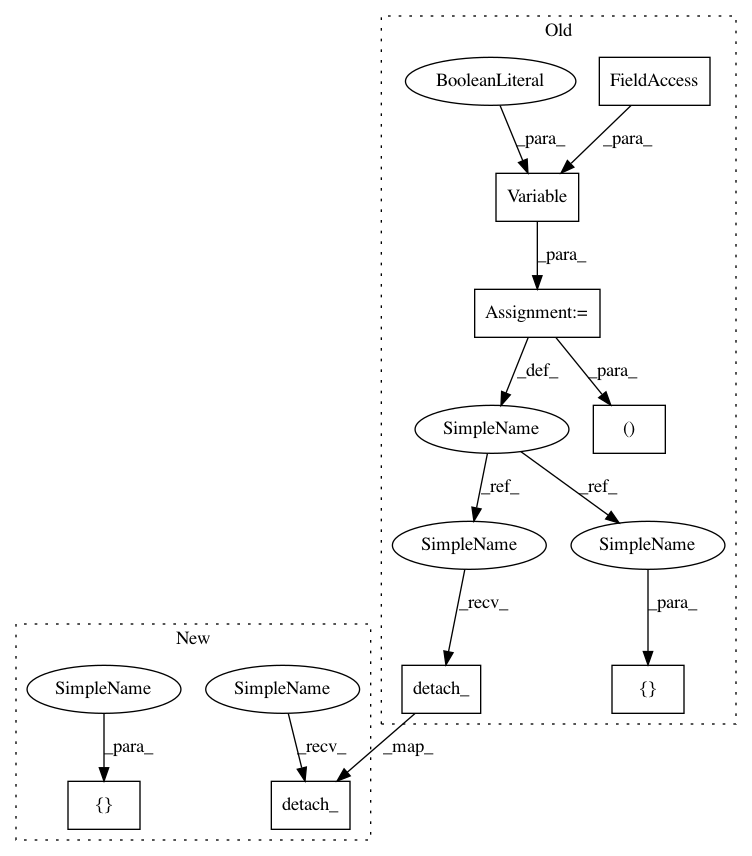 Old
BooleanLiteral
FieldAccess
_para_
_para_
Variable
_para_
Assignment:=
_def_
_para_
SimpleName
()
_ref_
_ref_
SimpleName
SimpleName
_recv_
_para_
New
SimpleName
SimpleName
detach_
{}
_para_
_recv_
_map_
{}
detach_